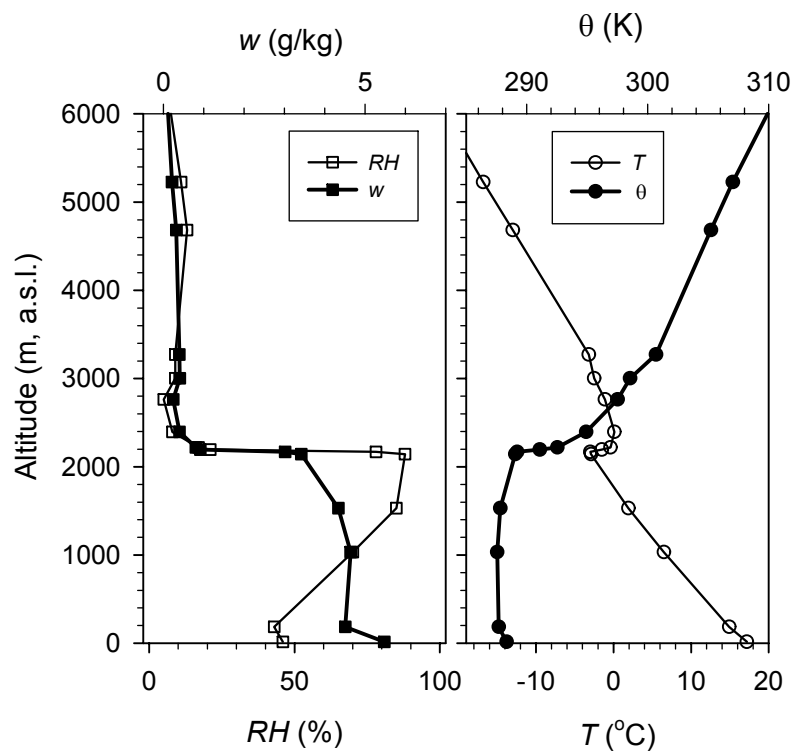 w (g/kg) θ (K)
0 5 290 300 310
6000
RH T
w θ
5000
4000
3000
2000
1000
0
Altitude (m, a.s.l.)
0 50 100 -10 0 10 20
RH (%) T (°C)